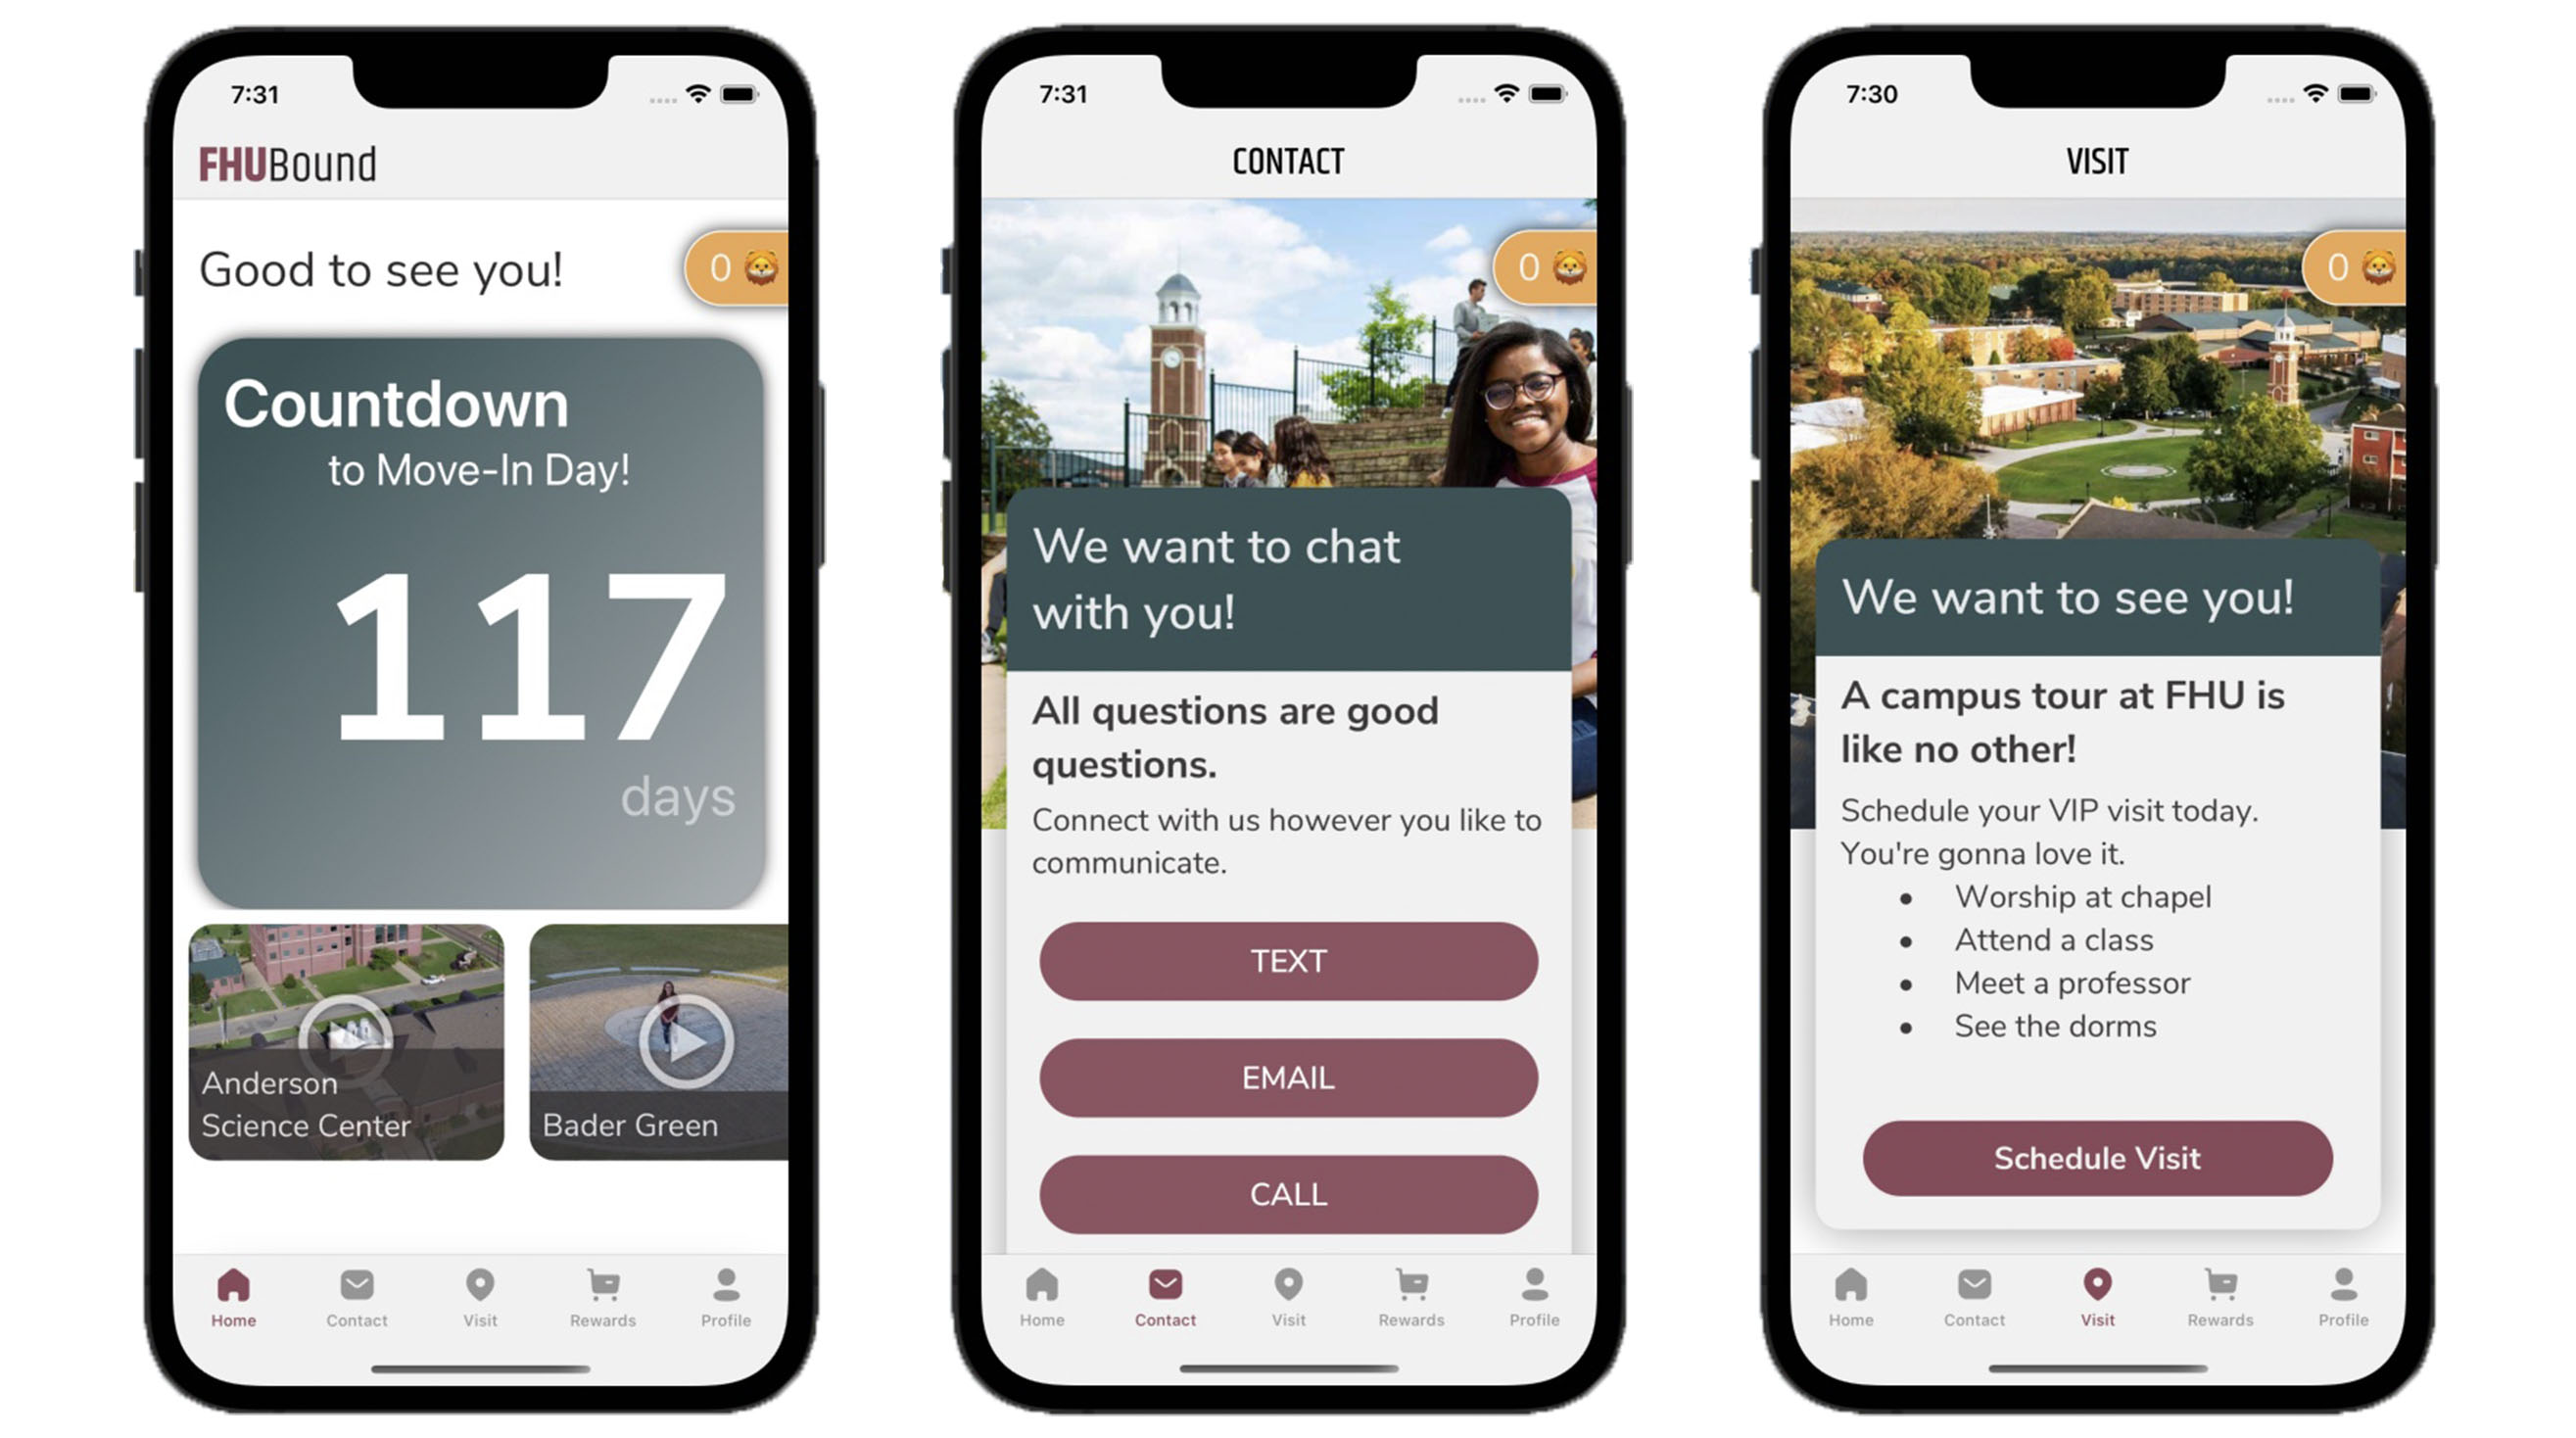 7:31
FHUBound
Good to see you!
0
Countdown
to Move-In Day!
117
days
Anderson
Science Center
Bader Green
Home
Contact
Visit
Rewards
Profile
7:31
CONTACT
0
We want to chat
with you!
All questions are good
questions.
Connect with us however you like to
communicate.
TEXT
EMAIL
CALL
Home
Contact
Visit
Rewards
Profile
7:30
VISIT
0
We want to see you!
A campus tour at FHU is
like no other!
Schedule your VIP visit today.
You're gonna love it.
• Worship at chapel
• Attend a class
• Meet a professor
• See the dorms
Schedule Visit
Home
Contact
Visit
Rewards
Profile